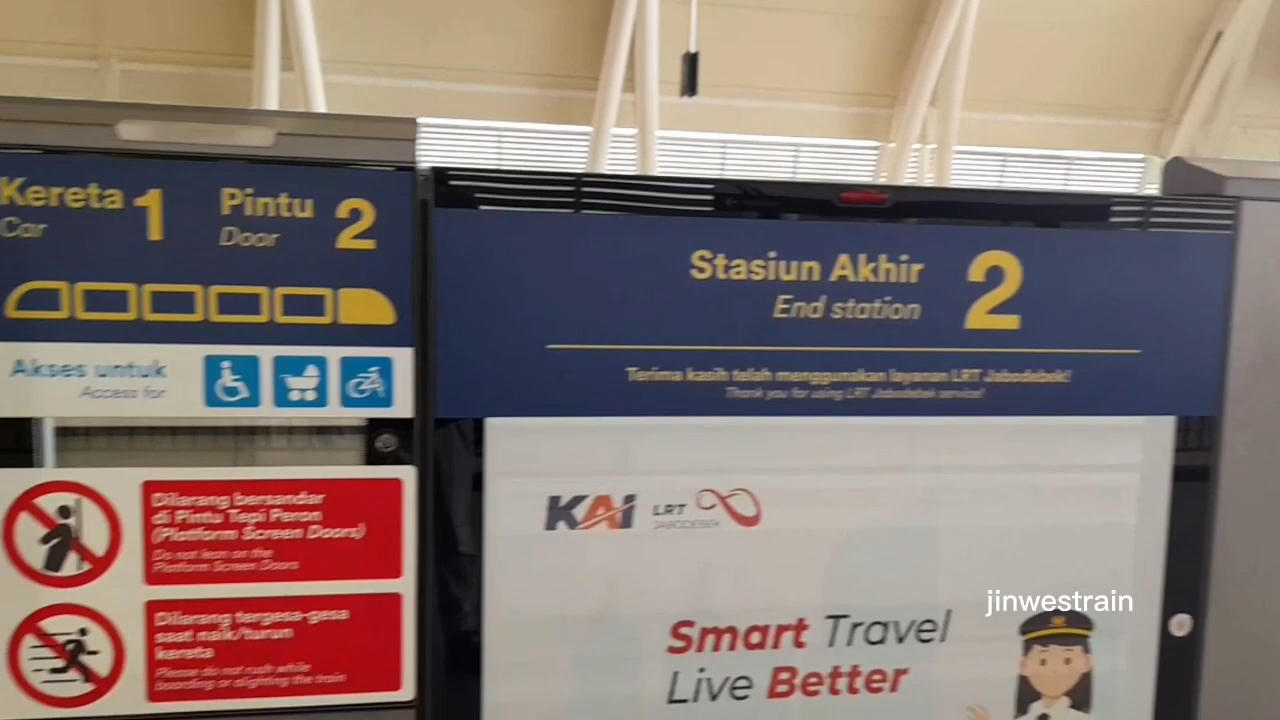 Kereta 1 Pintu 2
Car Door
Akses untuk
Access for
Dilarang bersandar
di Pintu Tepi Peron
(Platform Screen Doors)
Do not lean on the
Platform Screen Doors
Dilarang tergesa-gesa
saat naik/turun
kereta
Please do not rush while
boarding or alighting the train
Stasiun Akhir 2
End station
Terima kasih telah menggunakan layanan LRT Jabodebek!
Thank you for using LRT Jabodebek service!
KAI LRT
JABODEBEK
Smart Travel
Live Better
jinwestrain